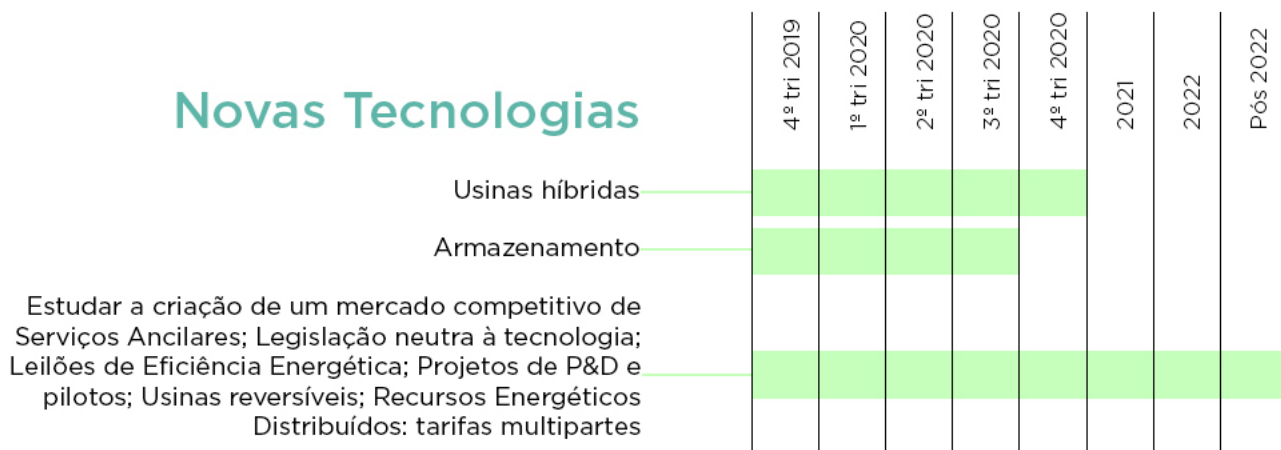 Novas Tecnologias
4º tri 2019
1º tri 2020
2º tri 2020
3º tri 2020
4º tri 2020
2021
2022
Pós 2022
Usinas híbridas
Armazenamento
Estudar a criação de um mercado competitivo de
Serviços Ancilares; Legislação neutra à tecnologia;
Leilões de Eficiência Energética; Projetos de P&D e
pilotos; Usinas reversíveis; Recursos Energéticos
Distribuídos: tarifas multipartes